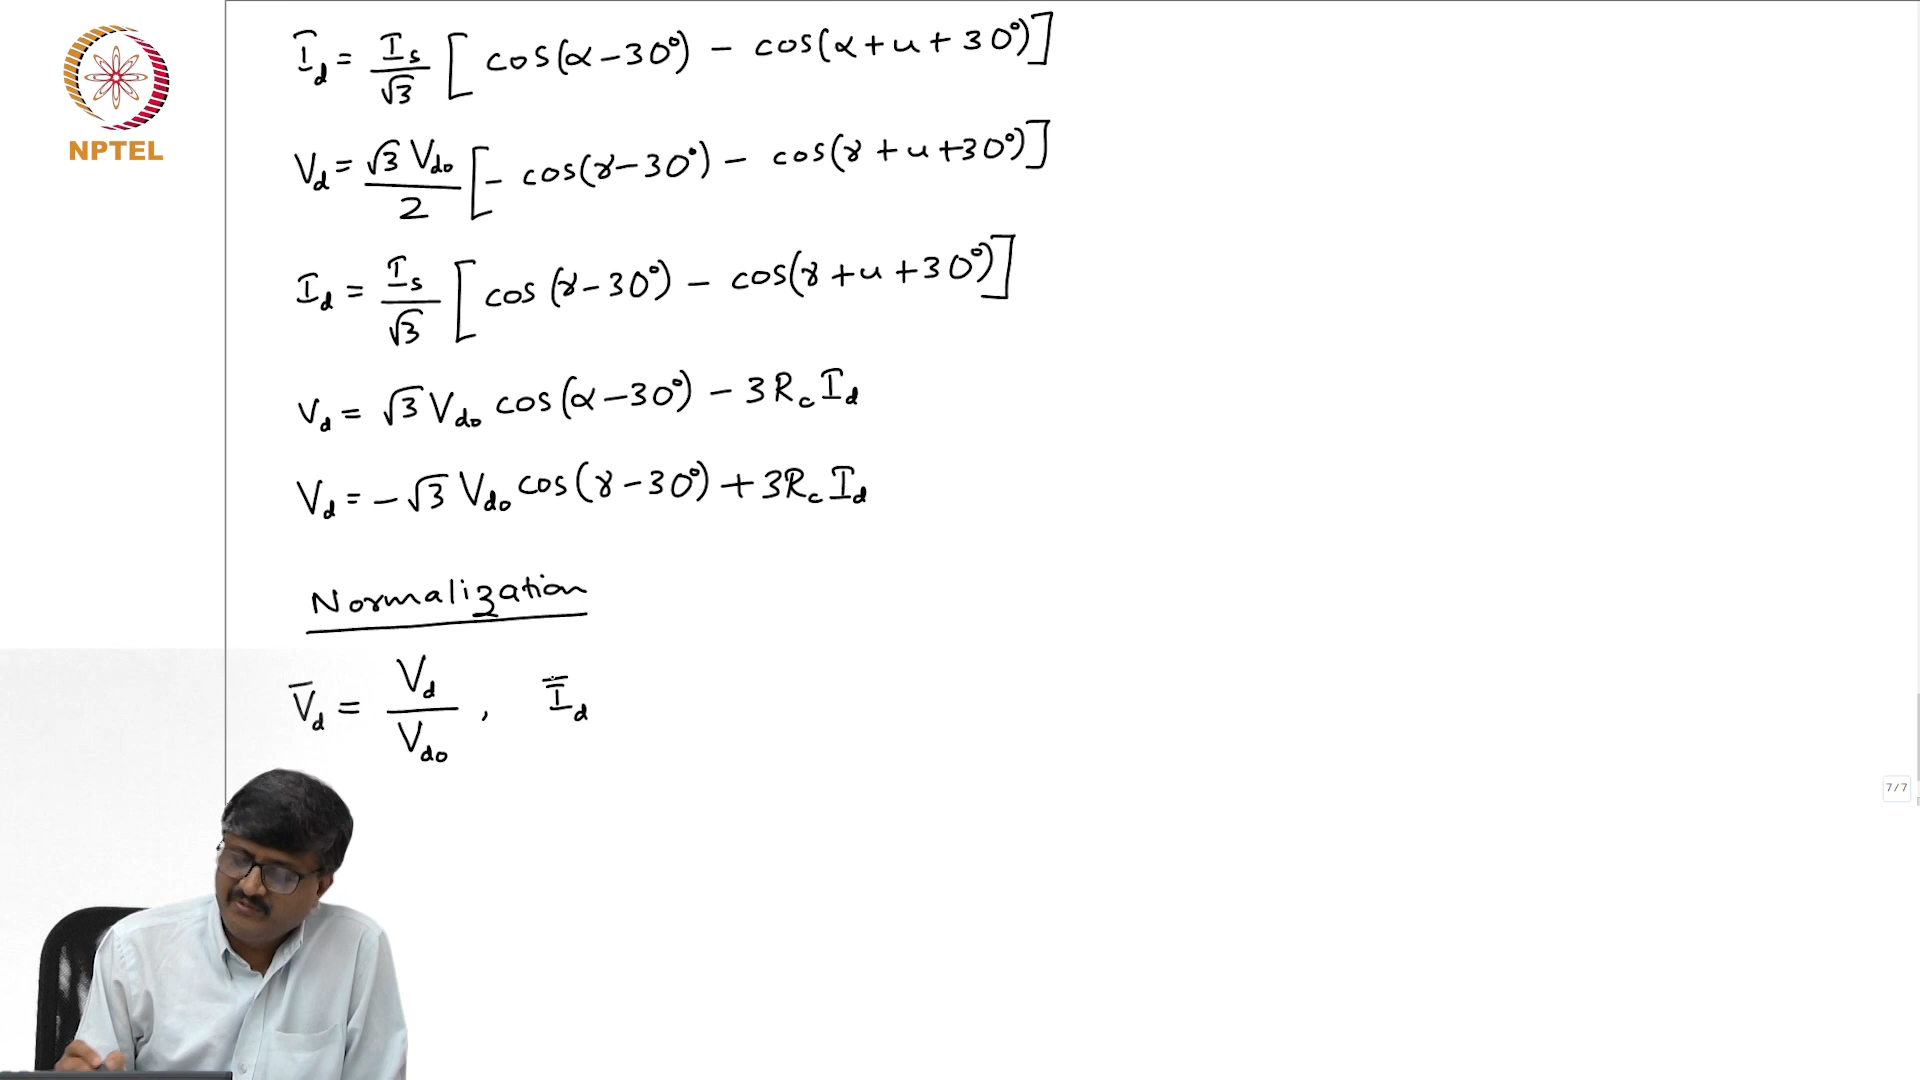 I_d = I_s/√3 [cos(α-30°) - cos(α+u+30°)]
V_d = √3 V_do/2 [-cos(γ-30°) - cos(γ+u+30°)]
I_d = I_s/√3 [cos(γ-30°) - cos(γ+u+30°)]
V_d = √3 V_do cos(α-30°) - 3R_c I_d
V_d = -√3 V_do cos(γ-30°) + 3R_c I_d
Normalization
V̄_d = V_d/V_do, Ī_d
NPTEL
7/7